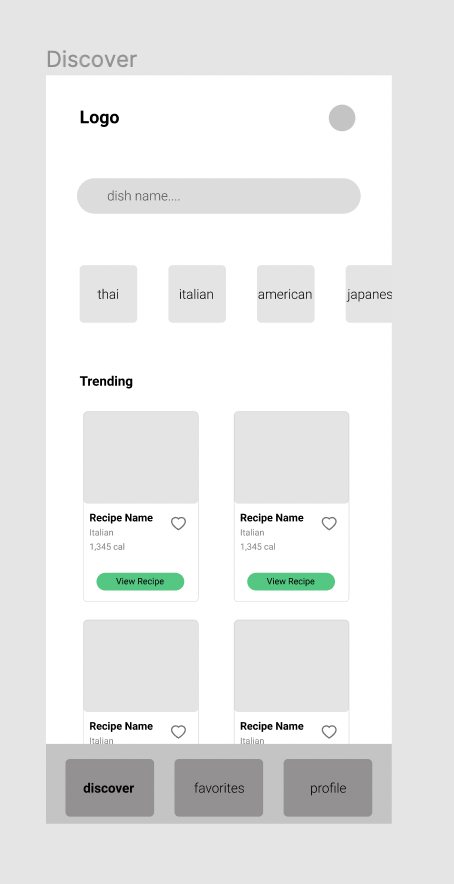 Discover
Logo
dish name....
thai italian american japanes
Trending
Recipe Name
Italian
1,345 cal
View Recipe
Recipe Name
Italian
1,345 cal
View Recipe
Recipe Name
Italian
Recipe Name
Italian
discover favorites profile